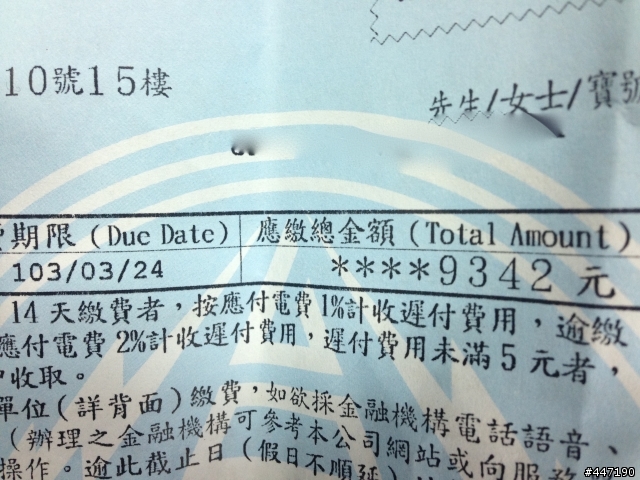 10號15樓
先生/女士/寶號
期限(Due Date) 應繳總金額(Total Amount)
103/03/24 ****9342元
14天繳費者,按應付電費1%計收遲付費用,逾繳
應付電費2%計收遲付費用,遲付費用未滿5元者,
收取。
單位(詳背面)繳費,如欲採金融機構電話語音、
(辦理之金融機構可參考本公司網站或向服務
操作。逾此截止日(假日不順延)
#447190